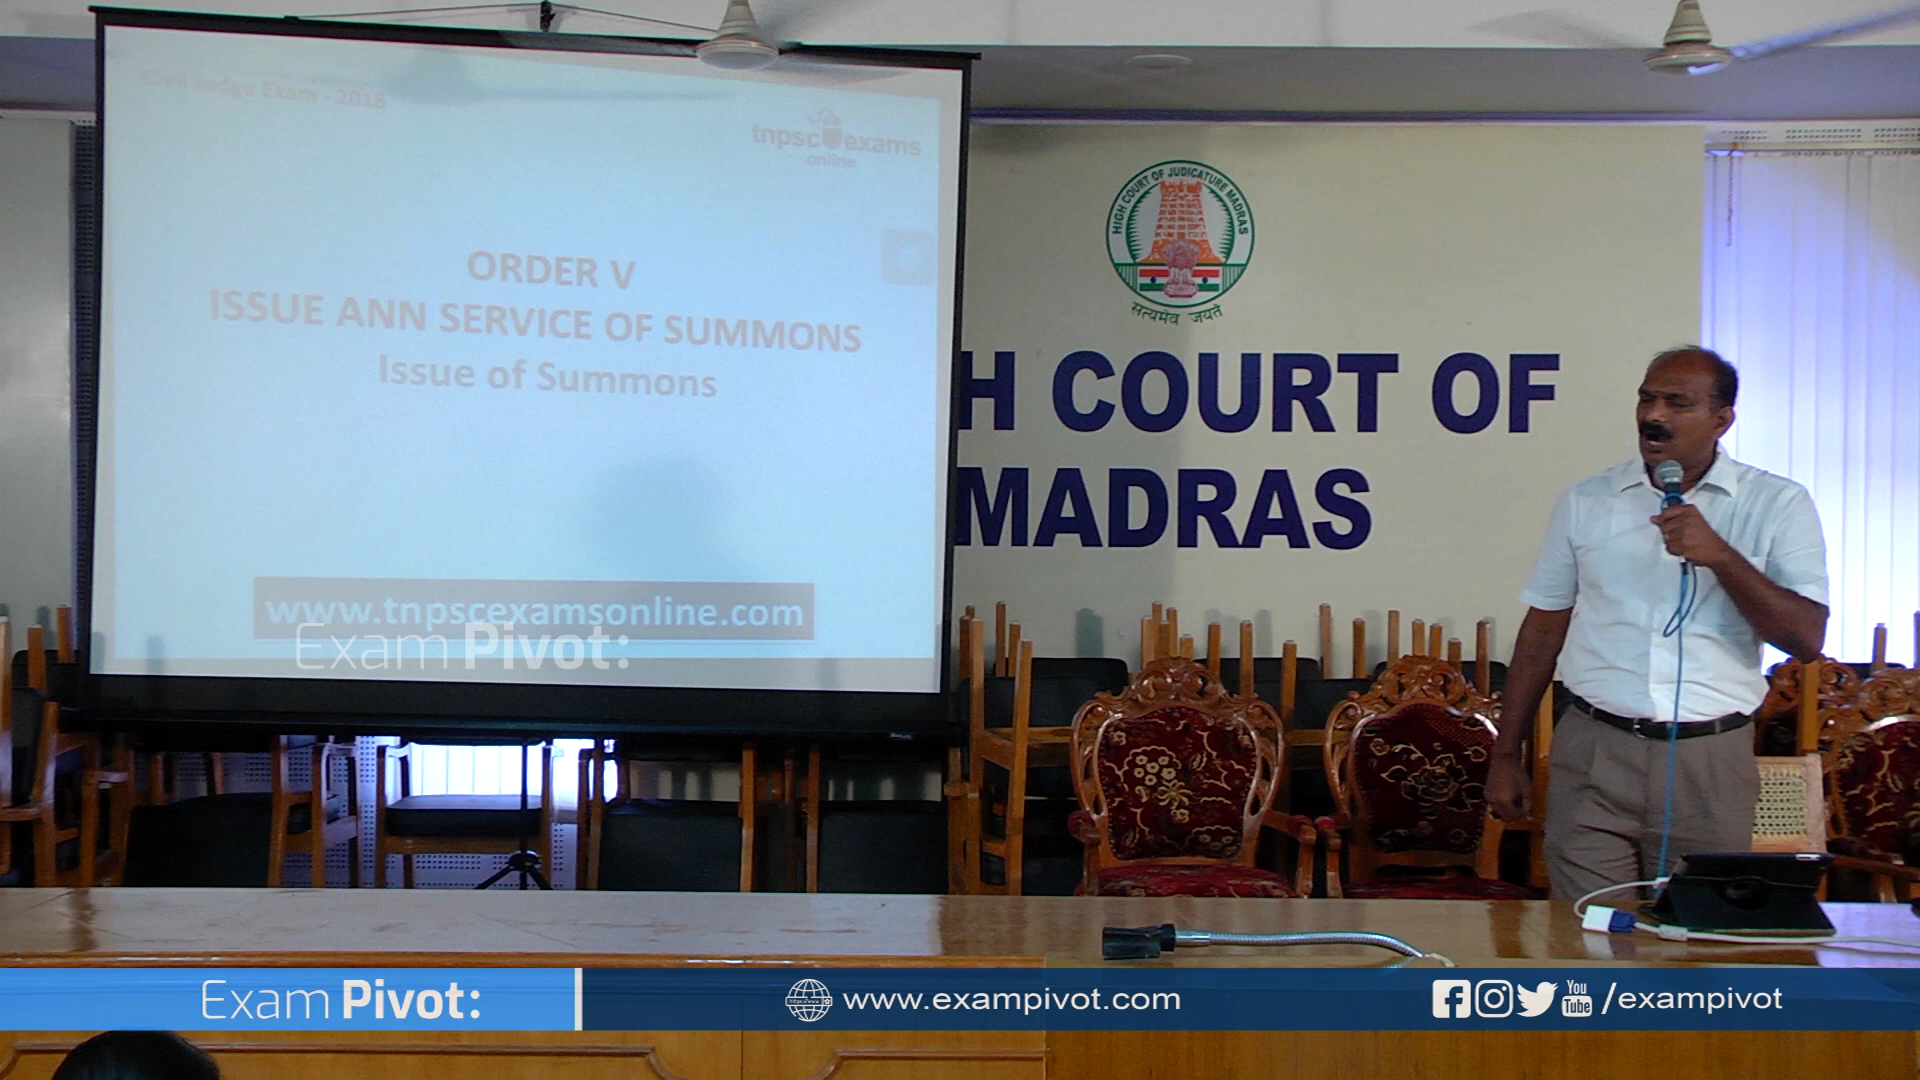 Civil Judge Exam - 2018
tnpsc exams
online
ORDER V
ISSUE ANN SERVICE OF SUMMONS
Issue of Summons
www.tnpscexamsonline.com
Exam Pivot:
HIGH COURT OF JUDICATURE MADRAS
सत्यमेव जयते
H COURT OF
MADRAS
Exam Pivot:
www.exampivot.com
You
Tube
/exampivot